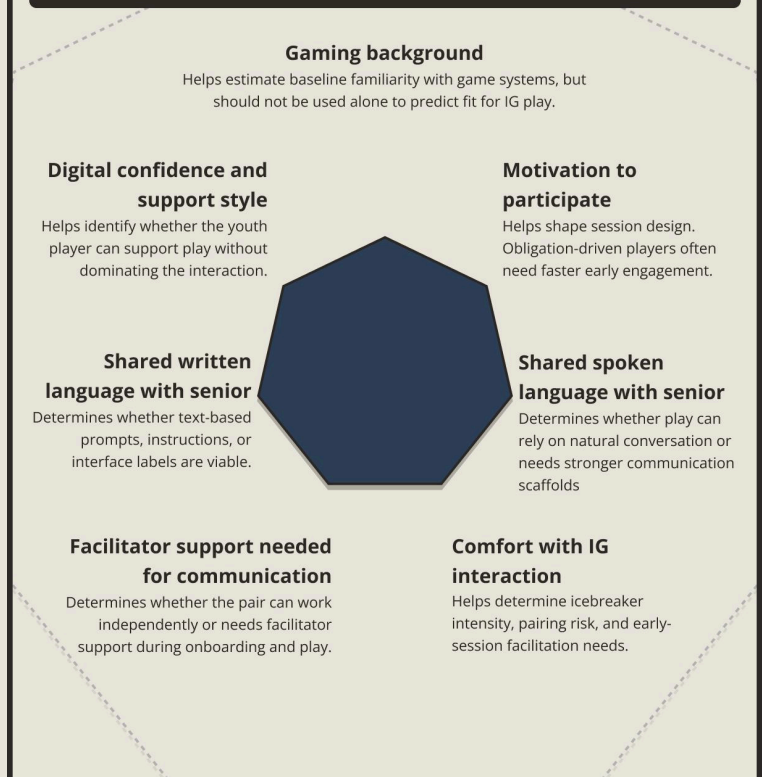 Gaming background
Helps estimate baseline familiarity with game systems, but
should not be used alone to predict fit for IG play.
Digital confidence and
support style
Helps identify whether the youth
player can support play without
dominating the interaction.
Motivation to
participate
Helps shape session design.
Obligation-driven players often
need faster early engagement.
Shared written
language with senior
Determines whether text-based
prompts, instructions, or
interface labels are viable.
Shared spoken
language with senior
Determines whether play can
rely on natural conversation or
needs stronger communication
scaffolds
Facilitator support needed
for communication
Determines whether the pair can work
independently or needs facilitator
support during onboarding and play.
Comfort with IG
interaction
Helps determine icebreaker
intensity, pairing risk, and early-
session facilitation needs.